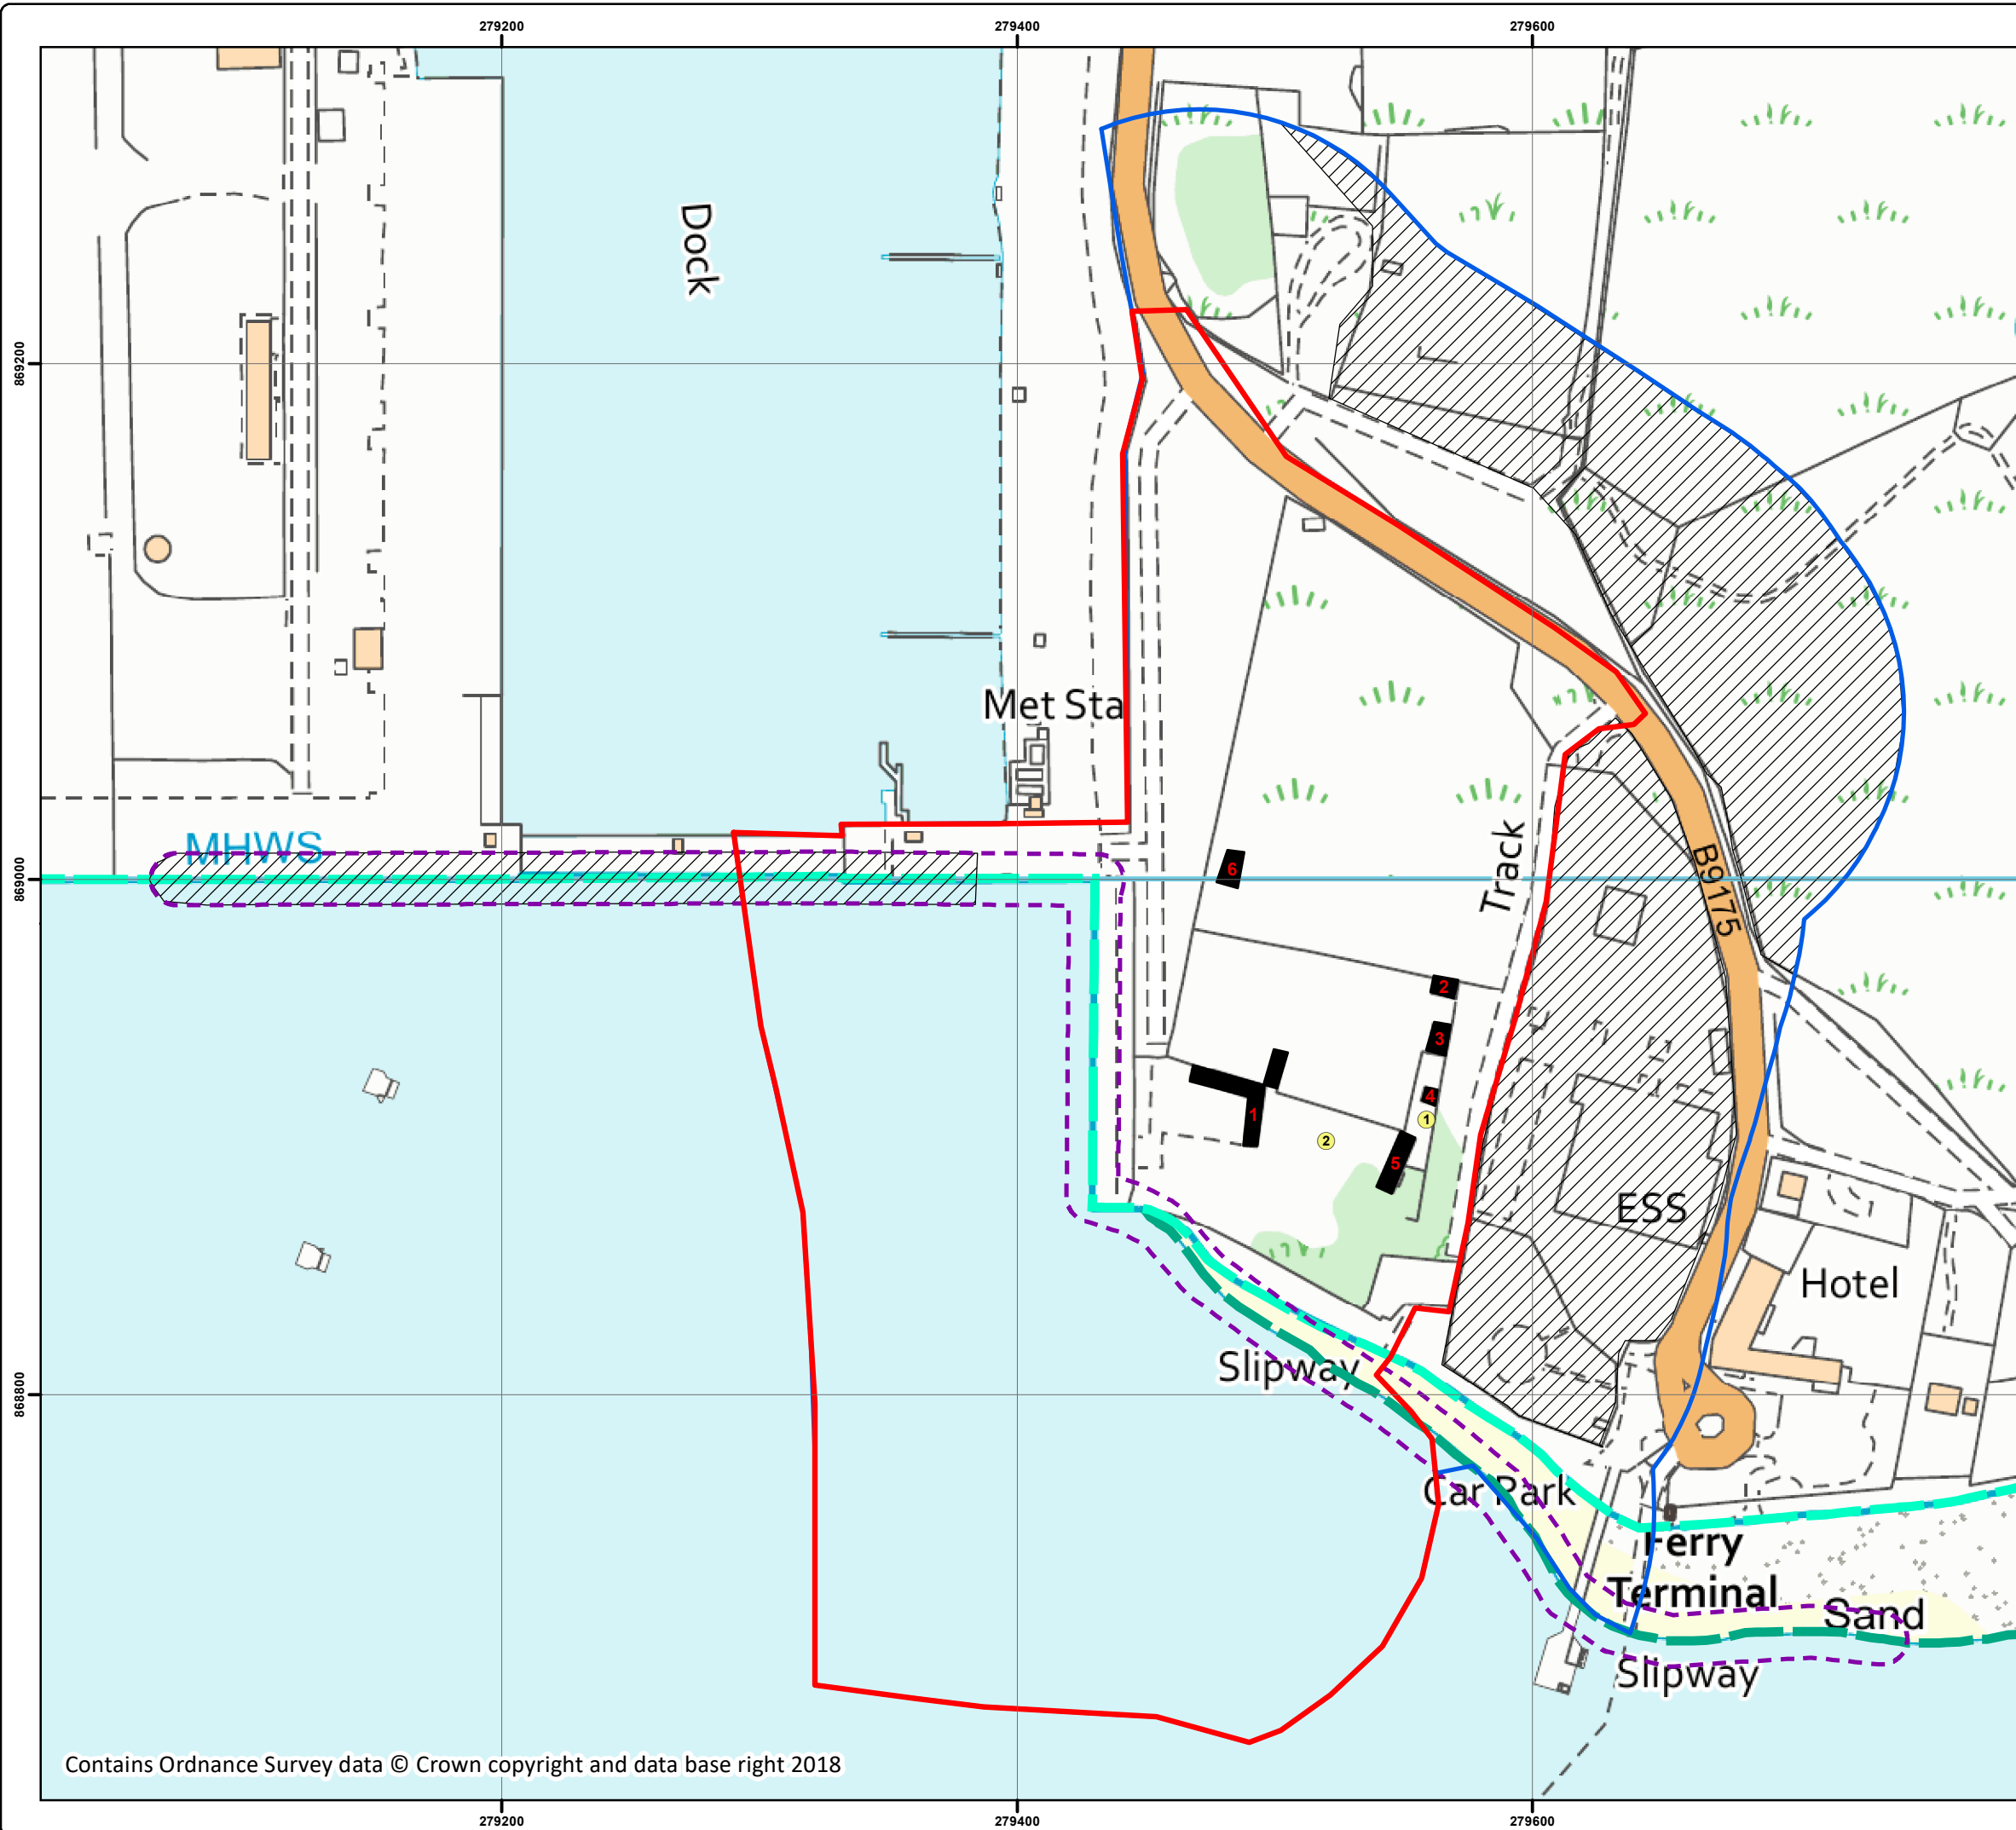 279200
279400
279600
869200
Dock
Met Sta
MHWS
869000
6
Track
B9175
2
3
4
1
1
2
5
ESS
Hotel
Slipway
868800
Car Park
Ferry
Terminal
Sand
Slipway
Contains Ordnance Survey data © Crown copyright and data base right 2018
279200
279400
279600